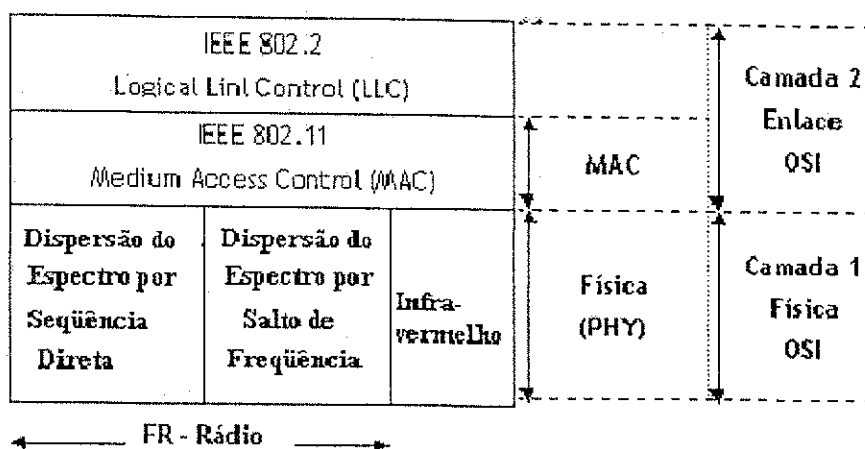 IEEE 802.2
Logical Linl Control (LLC)
IEEE 802.11
Medium Access Control (MAC)
Dispersão do
Espectro por
Seqüência
Direta
Dispersão do
Espectro por
Salto de
Freqüência
Infra-
vermelho
MAC
Física
(PHY)
Camada 2
Enlace
OSI
Camada 1
Física
OSI
FR - Rádio